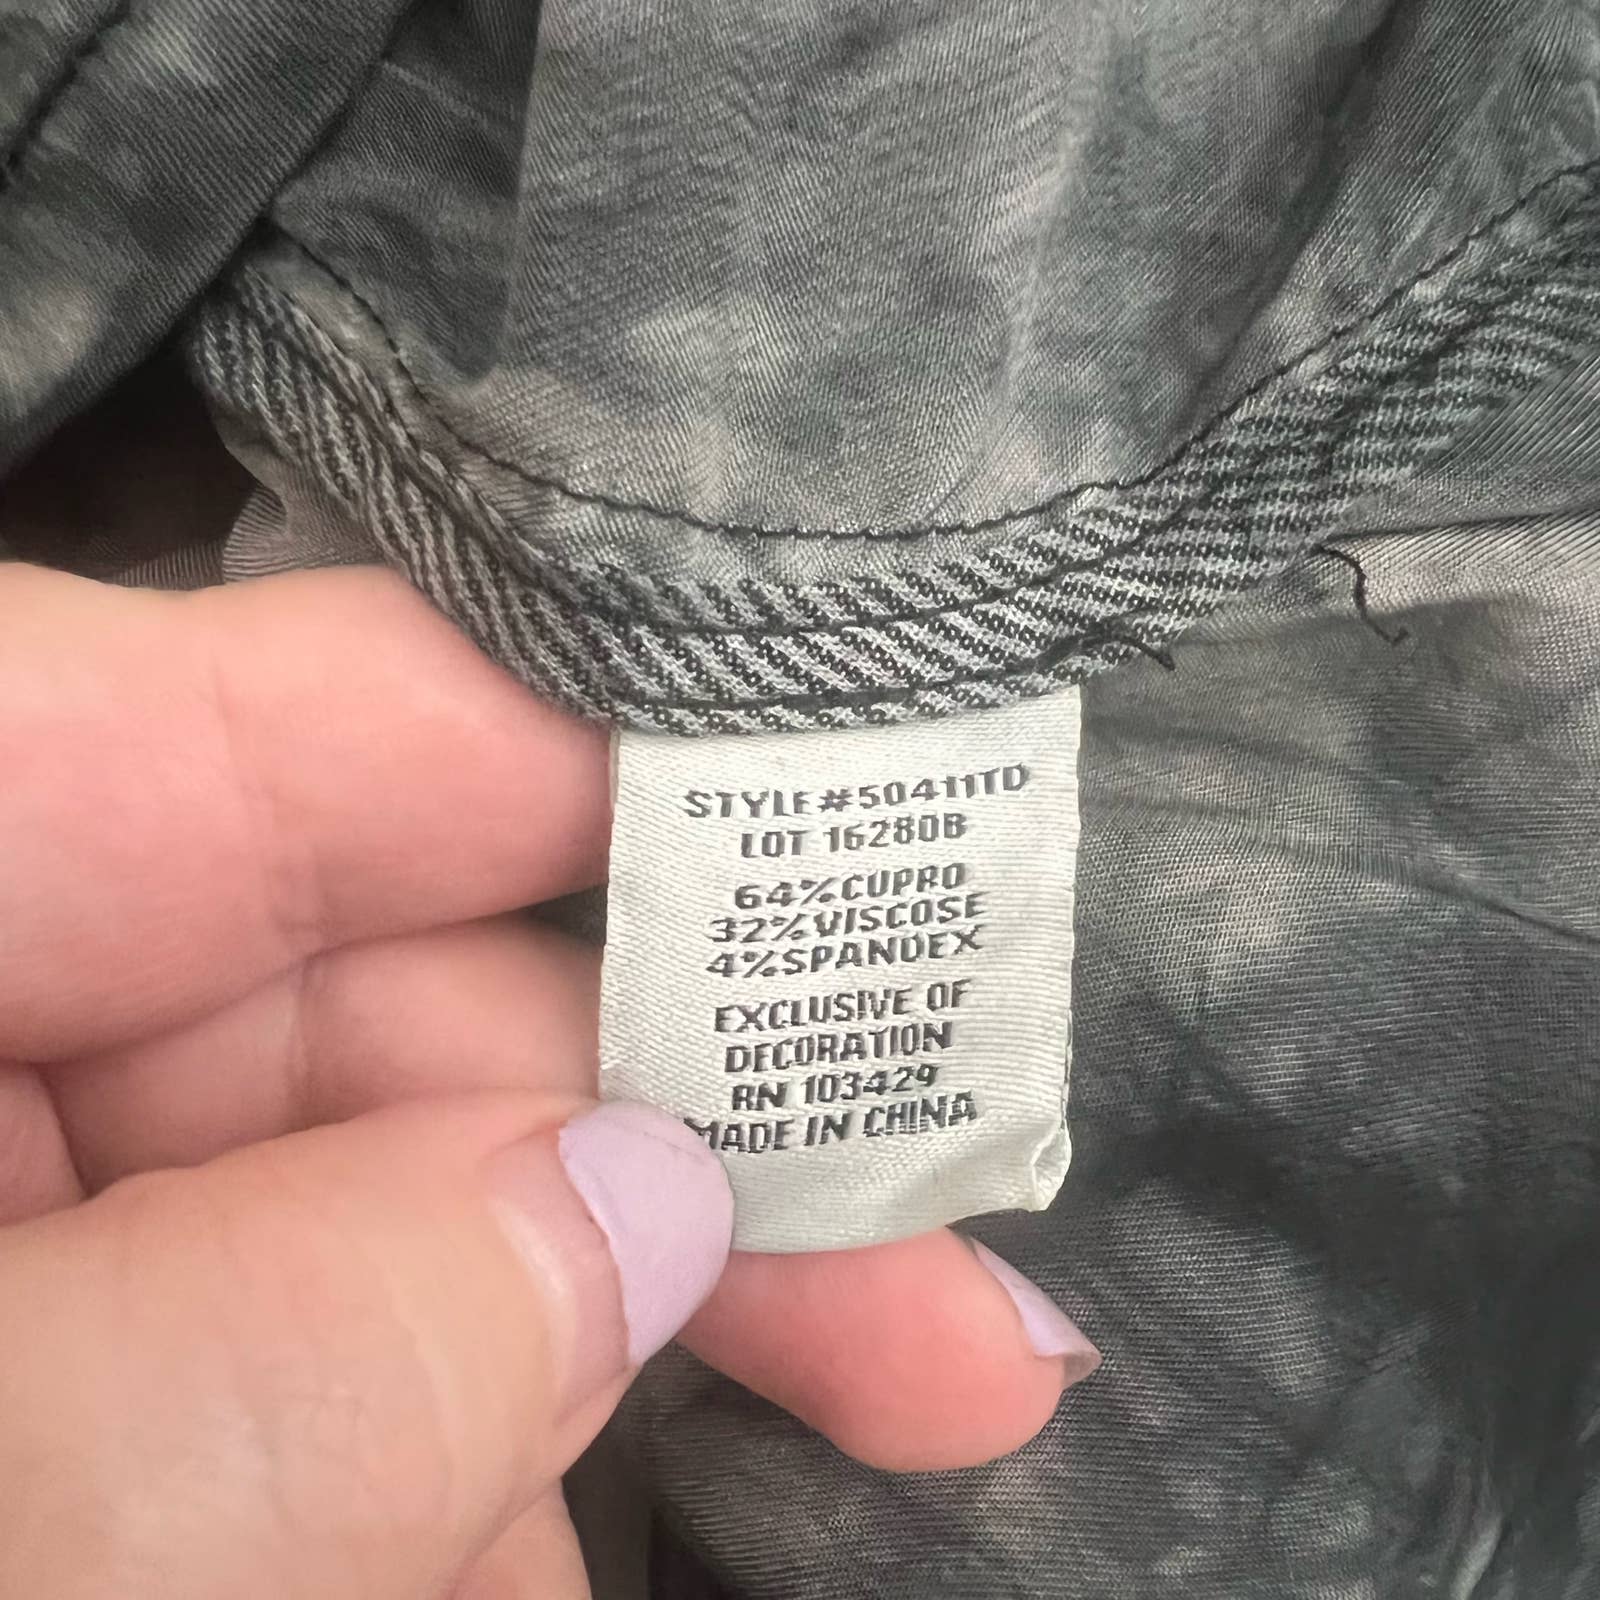 STYLE#50411TD
LOT 16280B
64%CUPRO
32%VISCOSE
4%SPANDEX
EXCLUSIVE OF
DECORATION
RN 103429
MADE IN CHINA